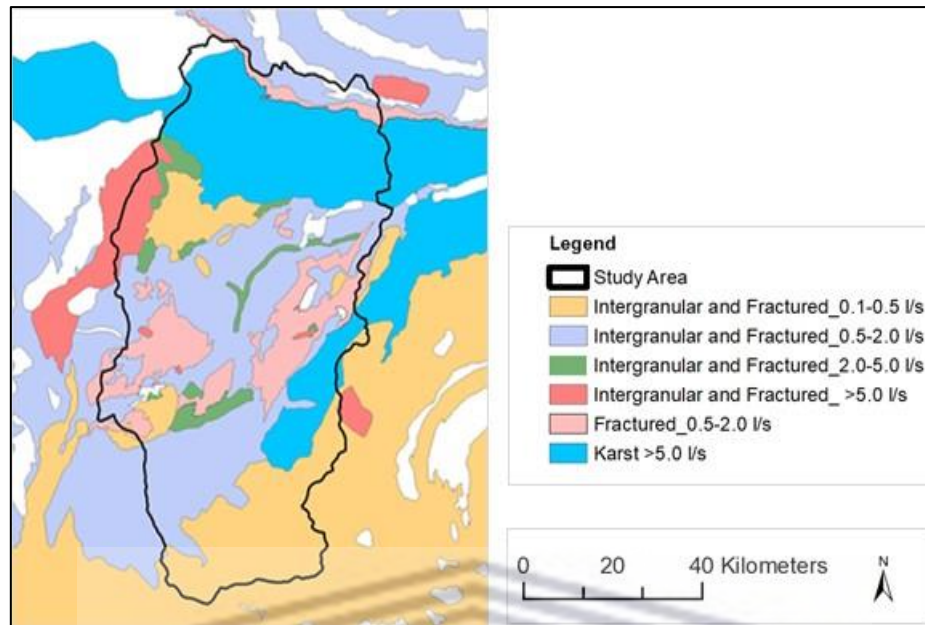 Legend
Study Area
Intergranular and Fractured_0.1-0.5 l/s
Intergranular and Fractured_0.5-2.0 l/s
Intergranular and Fractured_2.0-5.0 l/s
Intergranular and Fractured_ >5.0 l/s
Fractured_0.5-2.0 l/s
Karst >5.0 l/s
0 20 40 Kilometers
N